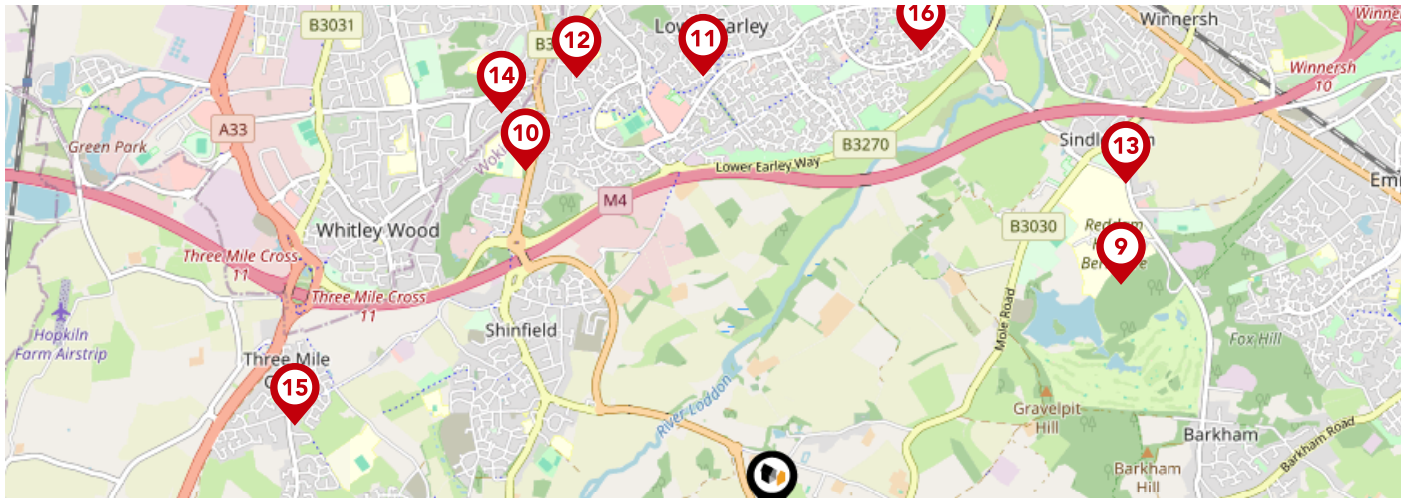 B3031
12
Lower Earley
11
16
Winnersh
14
Winnersh
10
A33
10
Green Park
B3270
Sindlesham
13
Lower Earley Way
M4
Whitley Wood
B3030
9
Three Mile Cross
11
Three Mile Cross
11
Hopkiln
Farm Airstrip
Shinfield
Mole Road
Fox Hill
Three Mile
15
River Loddon
Gravelpit
Hill
Barkham
Barkham Road
Barkham
Hill